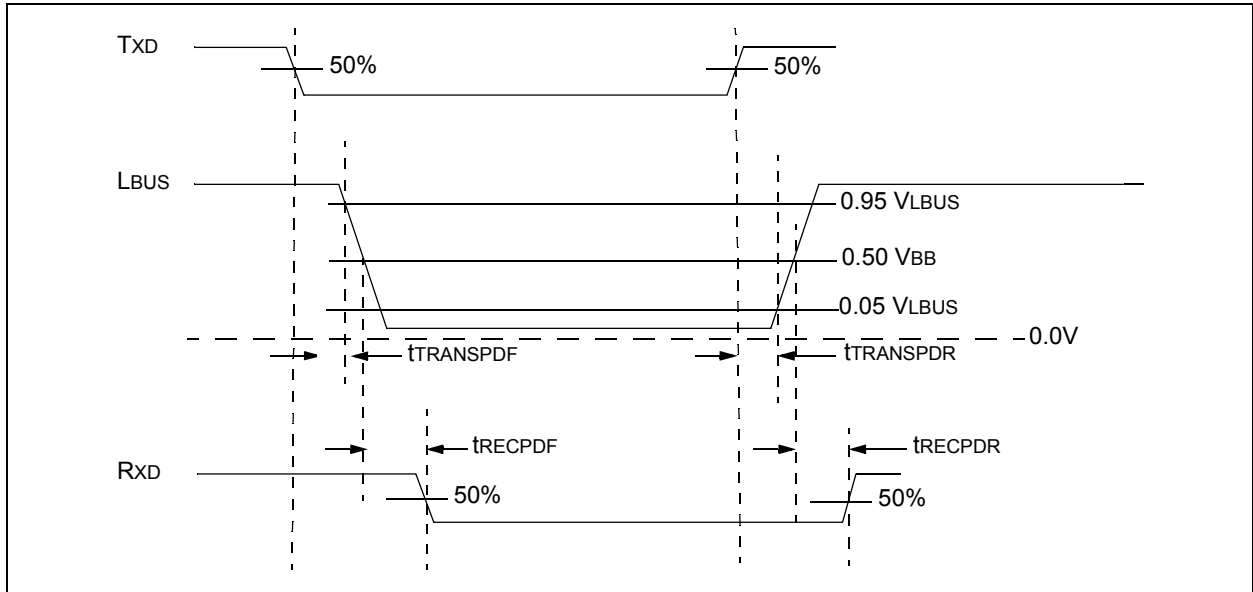 TXD
50%
50%
LBUS
0.95 VLBUS
0.50 VBB
0.05 VLBUS
0.0V
tTRANSPDF
tTRANSPDR
tRECPDF
tRECPDR
RXD
50%
50%